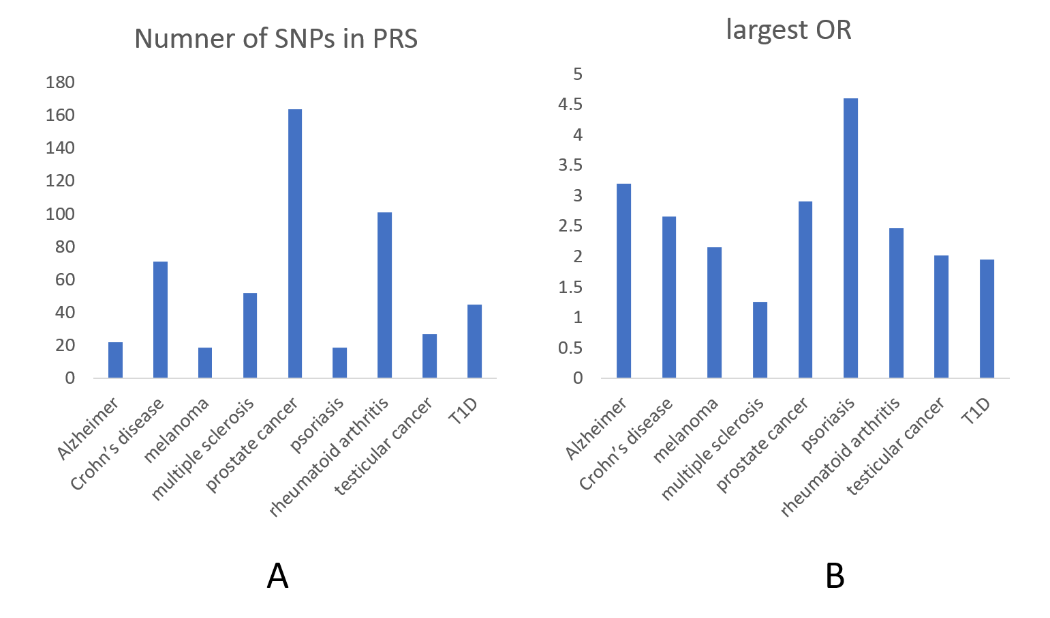 Numner of SNPs in PRS
180
160
140
120
100
80
60
40
20
0
Alzheimer
Crohn's disease
melanoma
multiple sclerosis
prostate cancer
psoriasis
rheumatoid arthritis
testicular cancer
T1D
A
largest OR
5
4.5
4
3.5
3
2.5
2
1.5
1
0.5
0
Alzheimer
Crohn's disease
melanoma
multiple sclerosis
prostate cancer
psoriasis
rheumatoid arthritis
testicular cancer
T1D
B